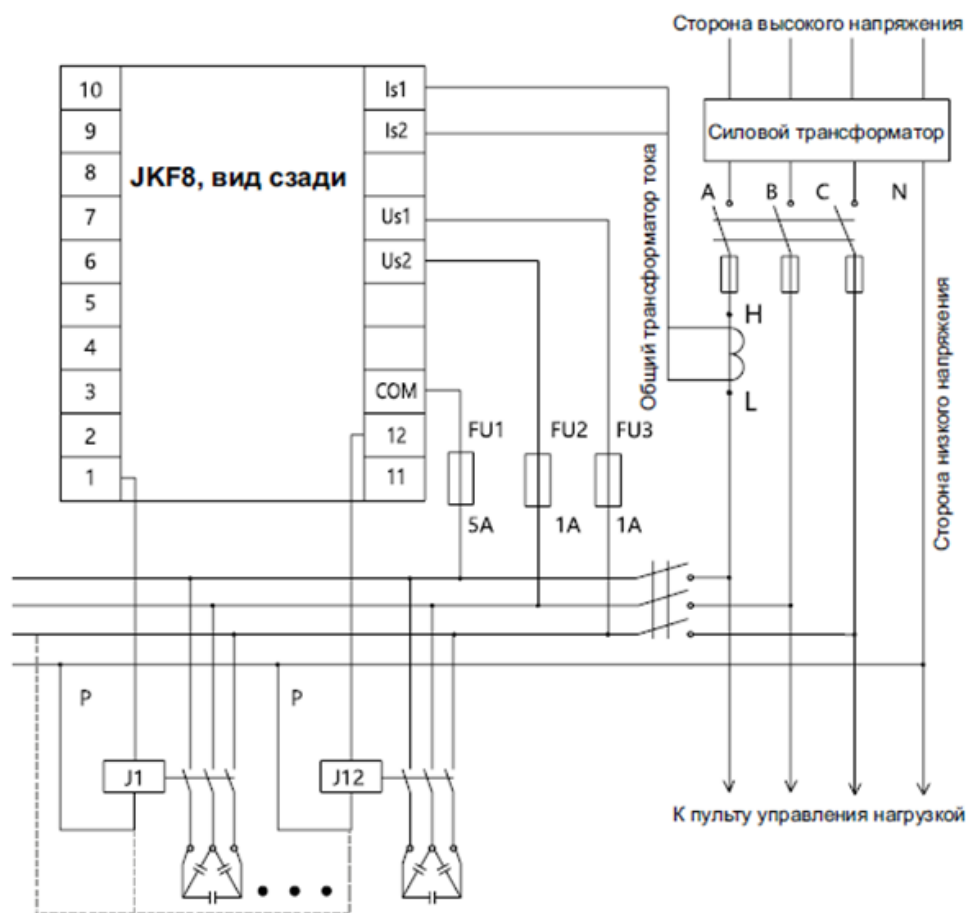 Сторона высокого напряжения
10
Is1
9
Is2
8
JKF8, вид сзади
7
Us1
6
Us2
5
4
3
COM
2
12
1
11
Силовой трансформатор
A
B
C
N
Общий трансформатор тока
H
L
Сторона низкого напряжения
FU1
FU2
FU3
5A
1A
1A
P
P
J1
J12
К пульту управления нагрузкой